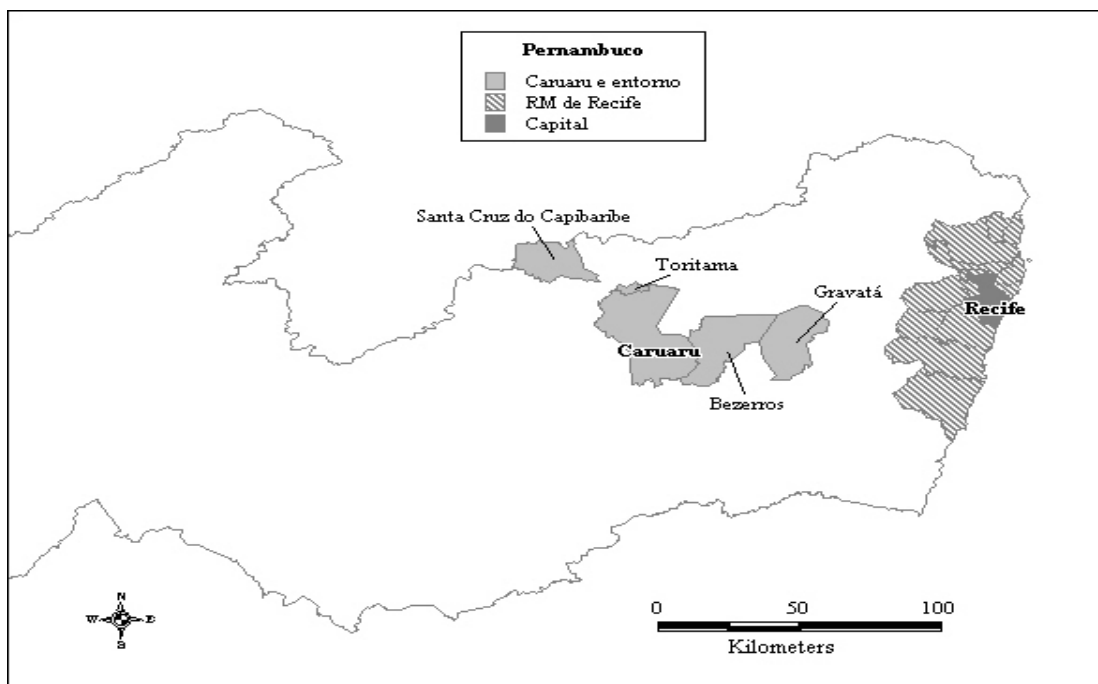 Pernambuco
Caruaru e entorno
RM de Recife
Capital
Santa Cruz do Capibaribe
Toritama
Gravatá
Recife
Caruaru
Bezerros
N
W E
S
0 50 100
Kilometers